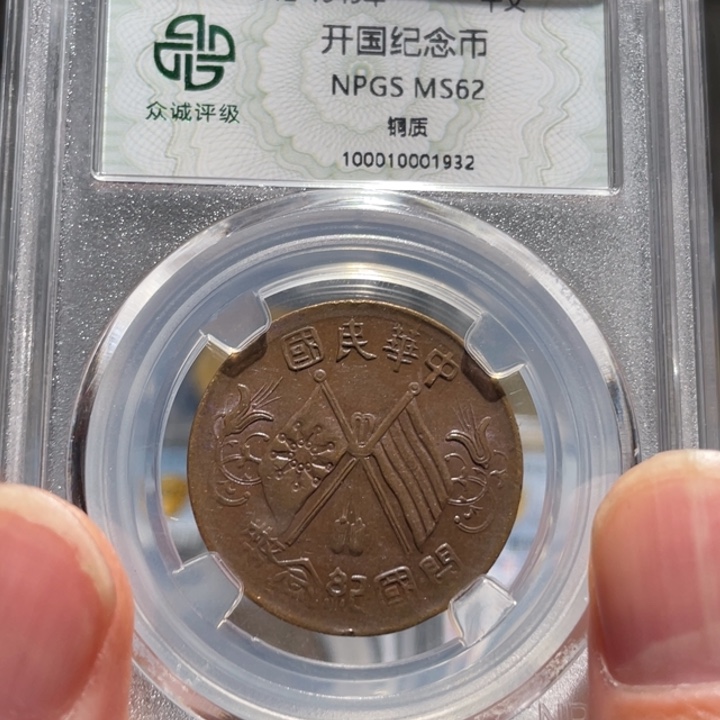 开国纪念币
NPGS MS62
铜质
100010001932
众诚评级
中華民國
開國紀念幣